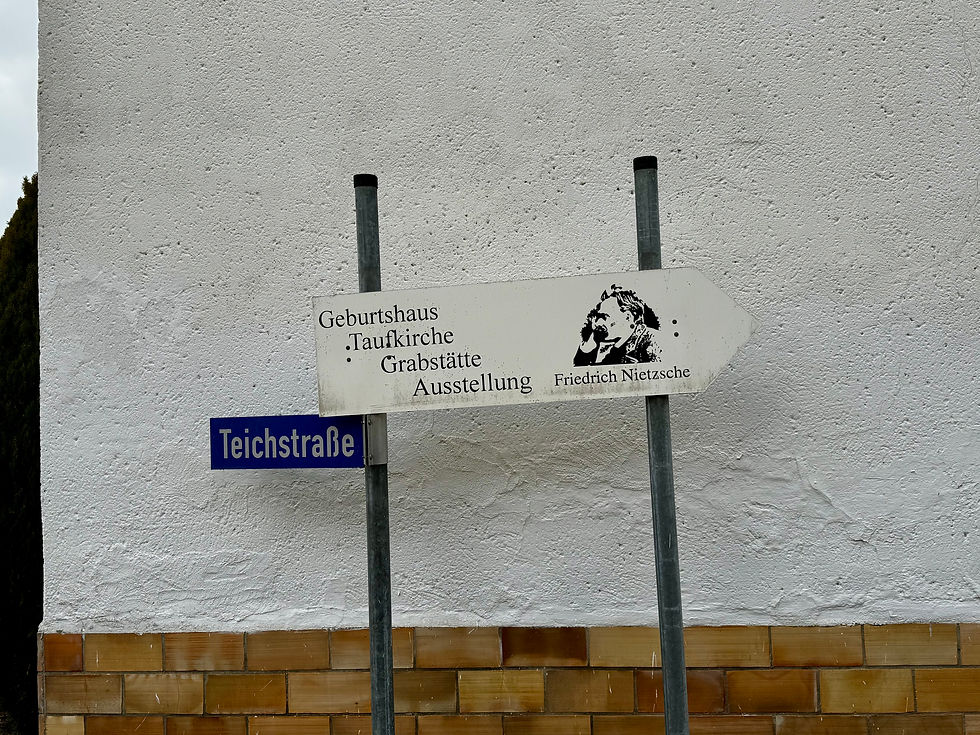 Geburtshaus
Taufkirche
Grabstätte
Ausstellung
Friedrich Nietzsche
Teichstraße